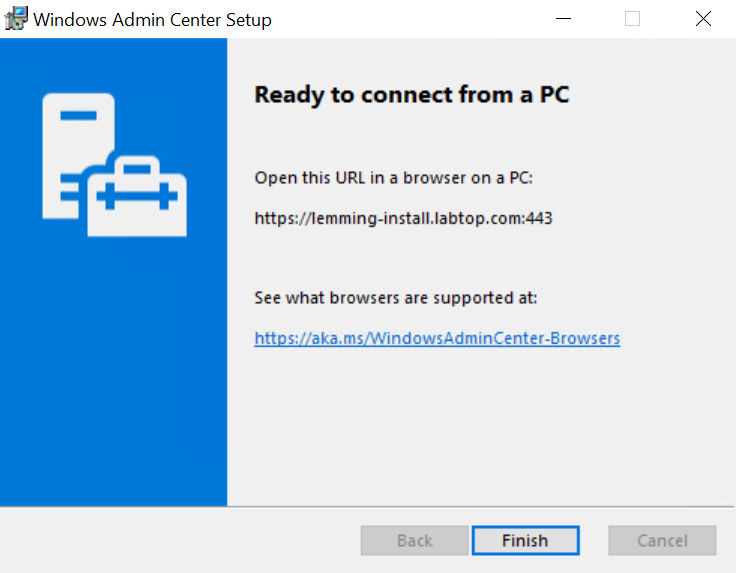 Windows Admin Center Setup
Ready to connect from a PC
Open this URL in a browser on a PC:
https://lemming-install.labtop.com:443
See what browsers are supported at:
https://aka.ms/WindowsAdminCenter-Browsers
Back
Finish
Cancel